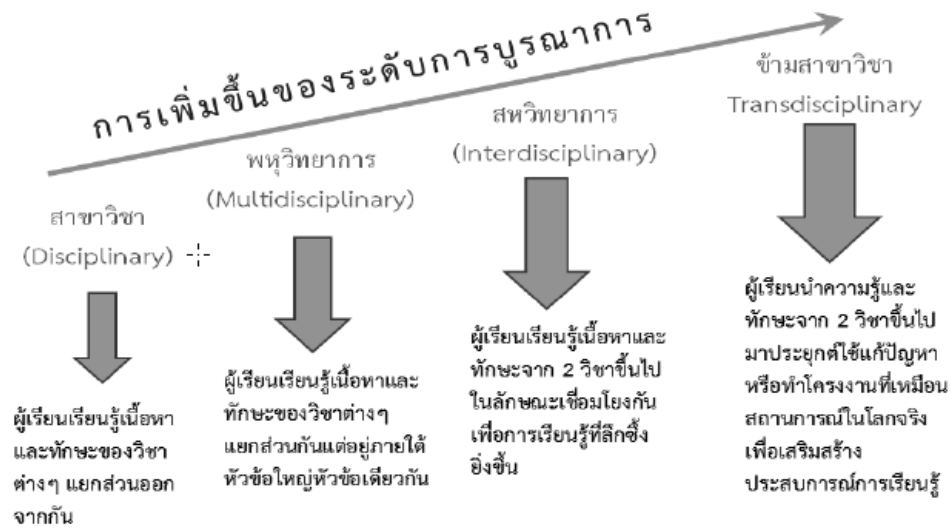 การเพิ่มขึ้นของระดับการบูรณาการ
สาขาวิชา
(Disciplinary)
ผู้เรียนเรียนรู้เนื้อหา
และทักษะของวิชา
ต่างๆ แยกส่วนออก
จากกัน
พหุวิทยาการ
(Multidisciplinary)
ผู้เรียนเรียนรู้เนื้อหาและ
ทักษะของวิชาต่างๆ
แยกส่วนกันแต่อยู่ภายใต้
หัวข้อใหญ่หัวข้อเดียวกัน
สหวิทยาการ
(Interdisciplinary)
ผู้เรียนเรียนรู้เนื้อหาและ
ทักษะจาก 2 วิชาขึ้นไป
ในลักษณะเชื่อมโยงกัน
เพื่อการเรียนรู้ที่ลึกซึ้ง
ยิ่งขึ้น
ข้ามสาขาวิชา
Transdisciplinary
ผู้เรียนนำความรู้และ
ทักษะจาก 2 วิชาขึ้นไป
มาประยุกต์ใช้แก้ปัญหา
หรือทำโครงงานที่เหมือน
สถานการณ์ในโลกจริง
เพื่อเสริมสร้าง
ประสบการณ์การเรียนรู้